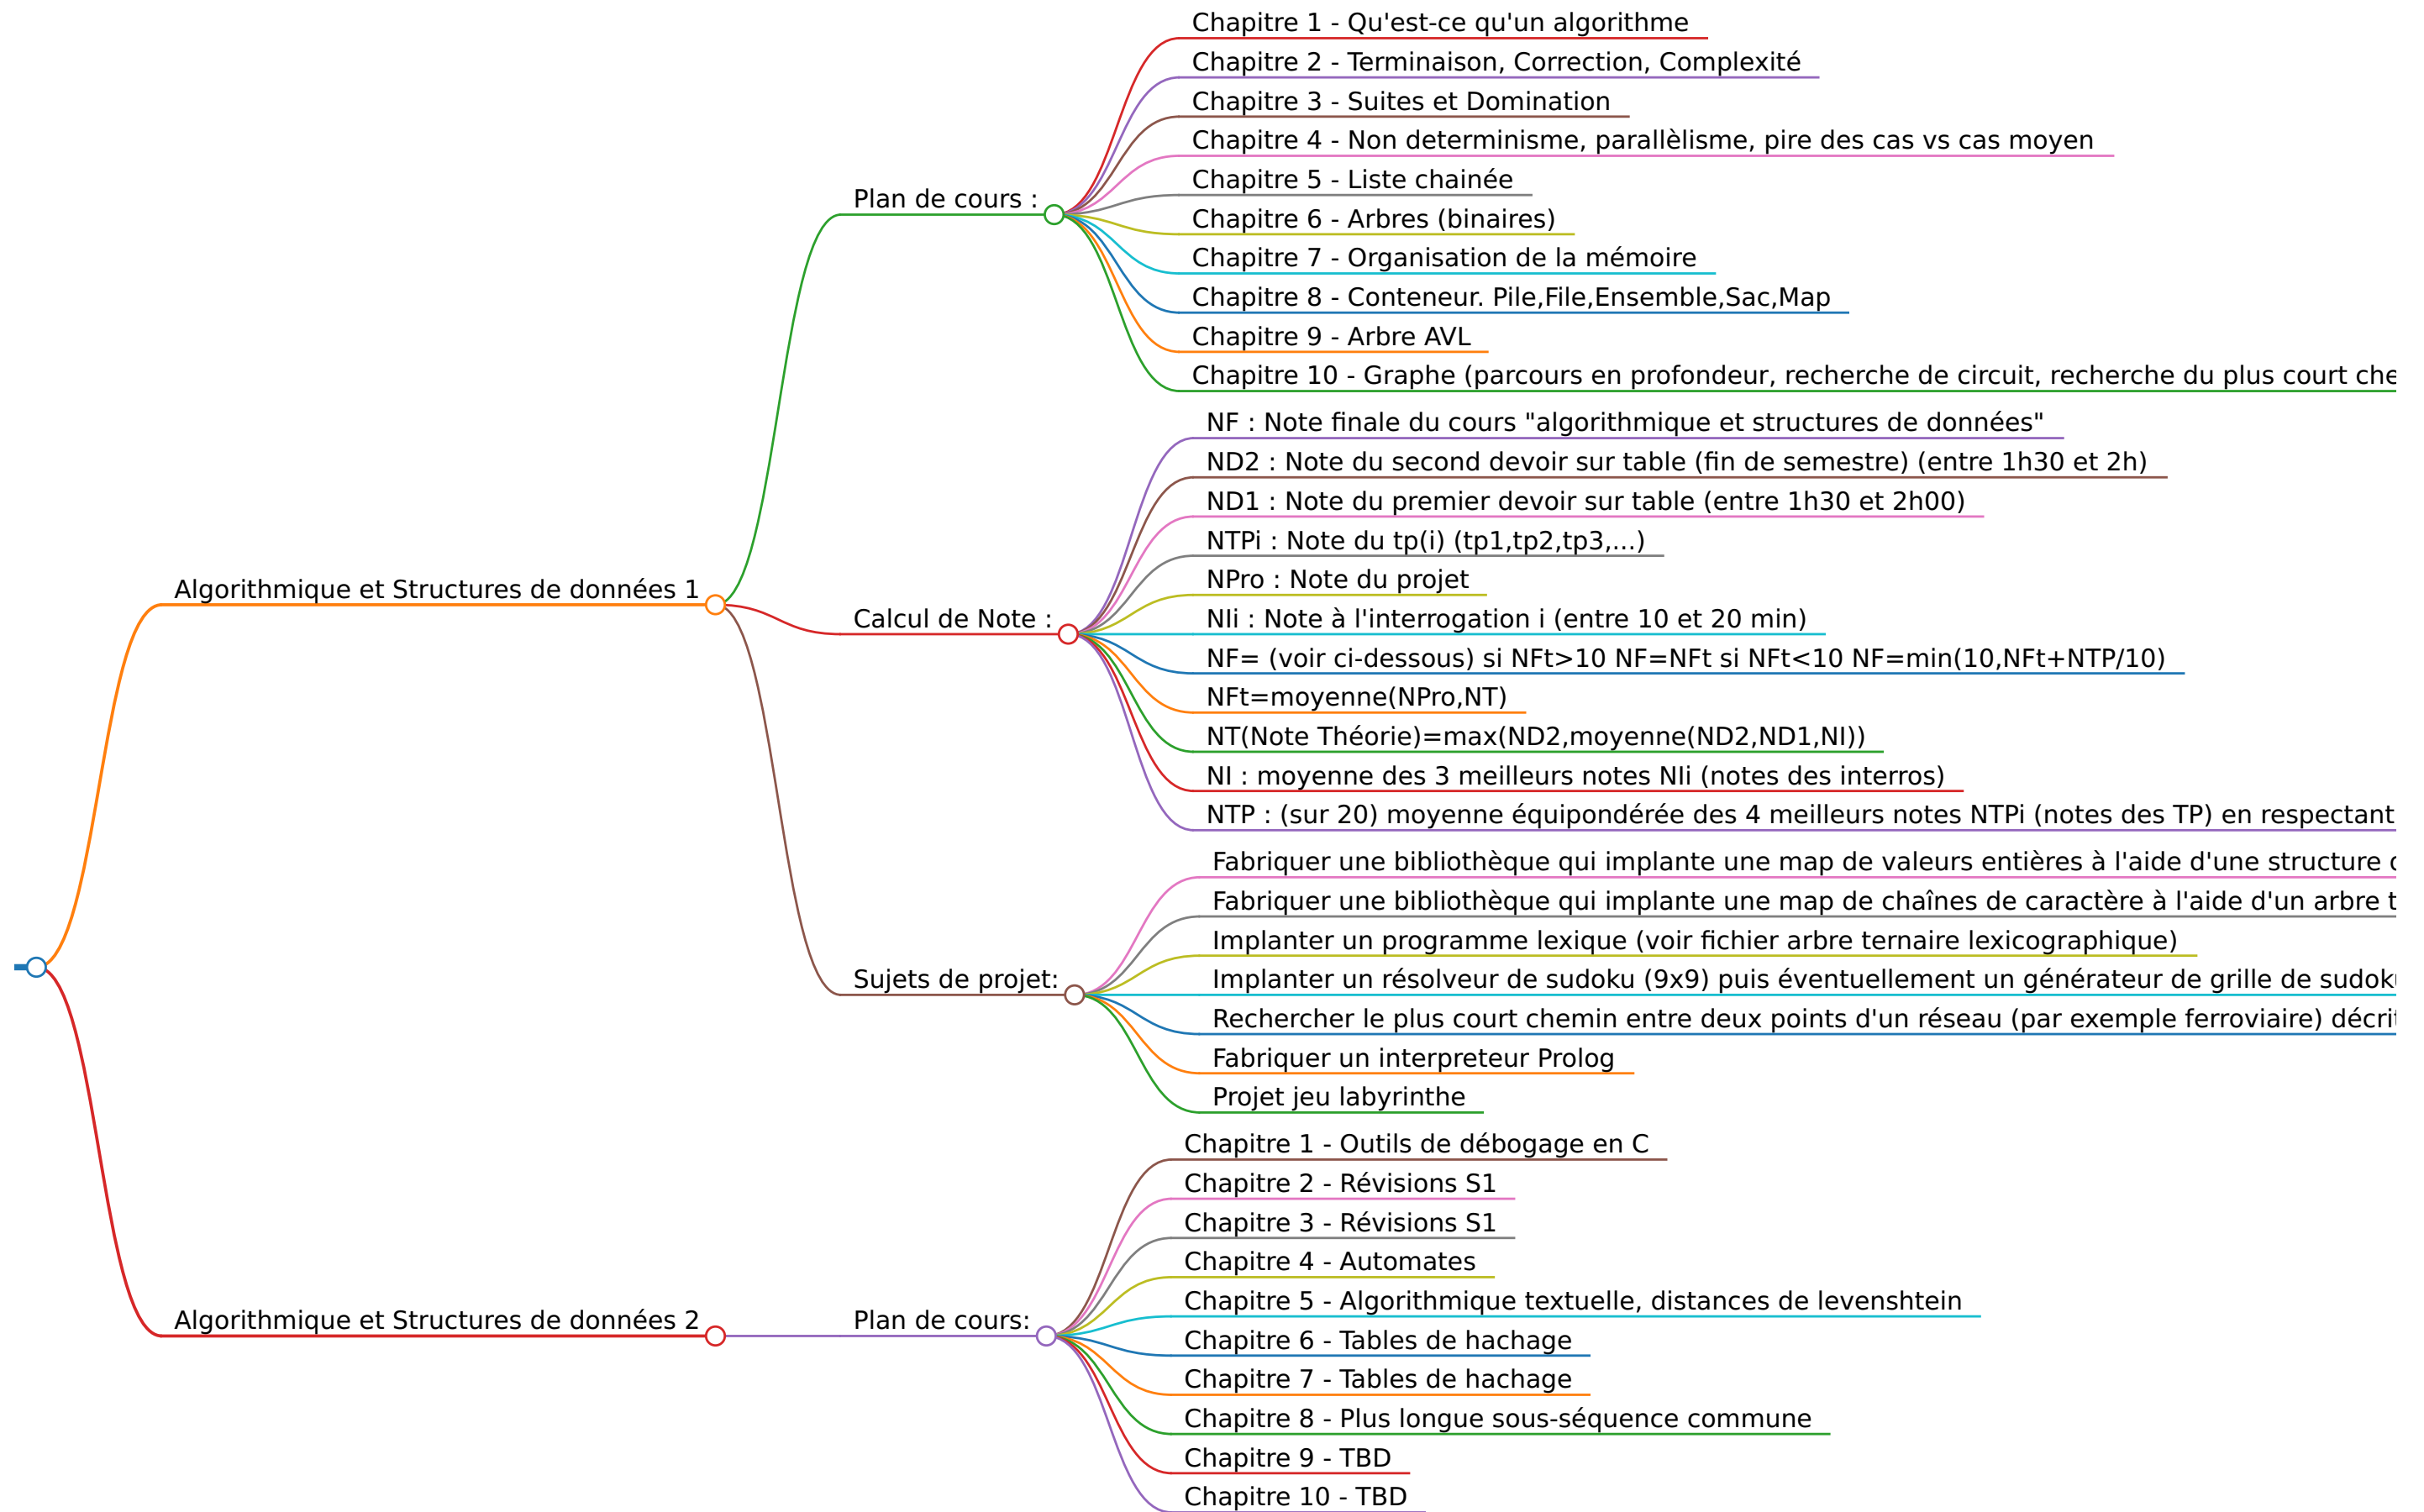 Chapitre 1 - Qu'est-ce qu'un algorithme
Chapitre 2 - Terminaison, Correction, Complexité
Chapitre 3 - Suites et Domination
Chapitre 4 - Non determinisme, parallèlisme, pire des cas vs cas moyen
Chapitre 5 - Liste chainée
Plan de cours :
Chapitre 6 - Arbres (binaires)
Chapitre 7 - Organisation de la mémoire
Chapitre 8 - Conteneur. Pile,File,Ensemble,Sac,Map
Chapitre 9 - Arbre AVL
Chapitre 10 - Graphe (parcours en profondeur, recherche de circuit, recherche du plus court
NF : Note finale du cours "algorithmique et structures de données"
ND2 : Note du second devoir sur table (fin de semestre) (entre 1h30 et 2h)
ND1 : Note du premier devoir sur table (entre 1h30 et 2h00)
NTPi : Note du tp(i) (tp1,tp2,tp3,...)
NPro : Note du projet
Algorithmique et Structures de données 1
Calcul de Note :
NIi : Note à l'interrogation i (entre 10 et 20 min)
NF= (voir ci-dessous) si NFt>10 NF=NFt si NFt<10 NF=min(10,NFt+NTP/10)
NFt=moyenne(NPro,NT)
NT(Note Théorie)=max(ND2,moyenne(ND2,ND1,NI))
NI : moyenne des 3 meilleurs notes NIi (notes des interros)
NTP : (sur 20) moyenne équipondérée des 4 meilleurs notes NTPi (notes des TP) en respectant
Fabriquer une bibliothèque qui implante une map de valeurs entières à l'aide d'une structure
Fabriquer une bibliothèque qui implante une map de chaînes de caractère à l'aide d'un arbre
Implanter un programme lexique (voir fichier arbre ternaire lexicographique)
Sujets de projet:
Implanter un résolveur de sudoku (9x9) puis éventuellement un générateur de grille de
Rechercher le plus court chemin entre deux points d'un réseau (par exemple ferroviaire)
Fabriquer un interpreteur Prolog
Projet jeu labyrinthe
Chapitre 1 - Outils de débogage en C
Chapitre 2 - Révisions S1
Chapitre 3 - Révisions S1
Chapitre 4 - Automates
Chapitre 5 - Algorithmique textuelle, distances de levenshtein
Algorithmique et Structures de données 2
Plan de cours:
Chapitre 6 - Tables de hachage
Chapitre 7 - Tables de hachage
Chapitre 8 - Plus longue sous-séquence commune
Chapitre 9 - TBD
Chapitre 10 - TBD